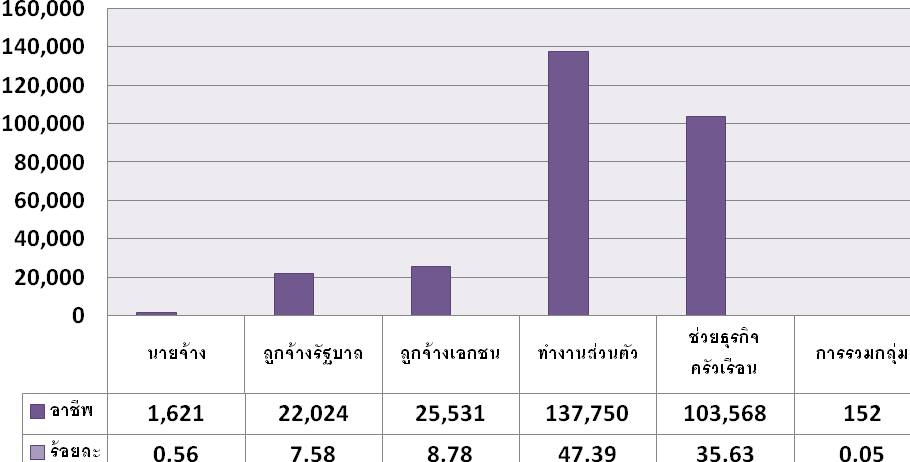 160,000
140,000
120,000
100,000
80,000
60,000
40,000
20,000
0
นายจ้าง ลูกจ้างรัฐบาล ลูกจ้างเอกชน ทำงานส่วนตัว ช่วยธุรกิจ การรวมกลุ่ม
ครัวเรือน
อาชีพ 1,621 22,024 25,531 137,750 103,568 152
ร้อยละ 0.56 7.58 8.78 47.39 35.63 0.05